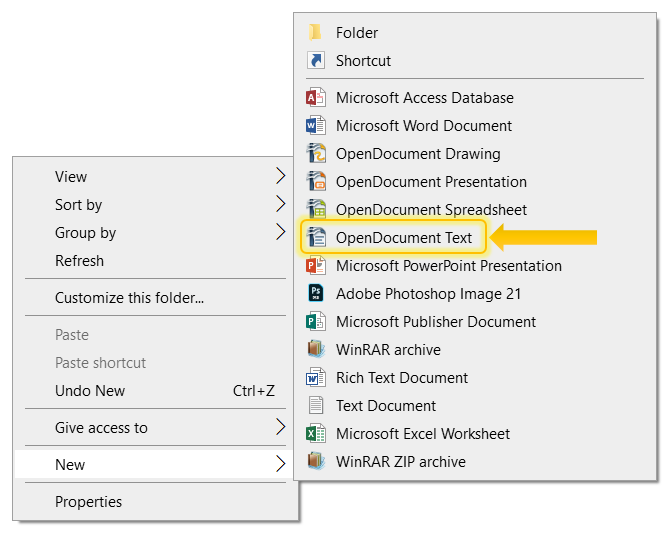 View
Sort by
Group by
Refresh
Customize this folder...
Paste
Paste shortcut
Undo New Ctrl+Z
Give access to
New
Properties
Folder
Shortcut
Microsoft Access Database
Microsoft Word Document
OpenDocument Drawing
OpenDocument Presentation
OpenDocument Spreadsheet
OpenDocument Text
Microsoft PowerPoint Presentation
Adobe Photoshop Image 21
Microsoft Publisher Document
WinRAR archive
Rich Text Document
Text Document
Microsoft Excel Worksheet
WinRAR ZIP archive